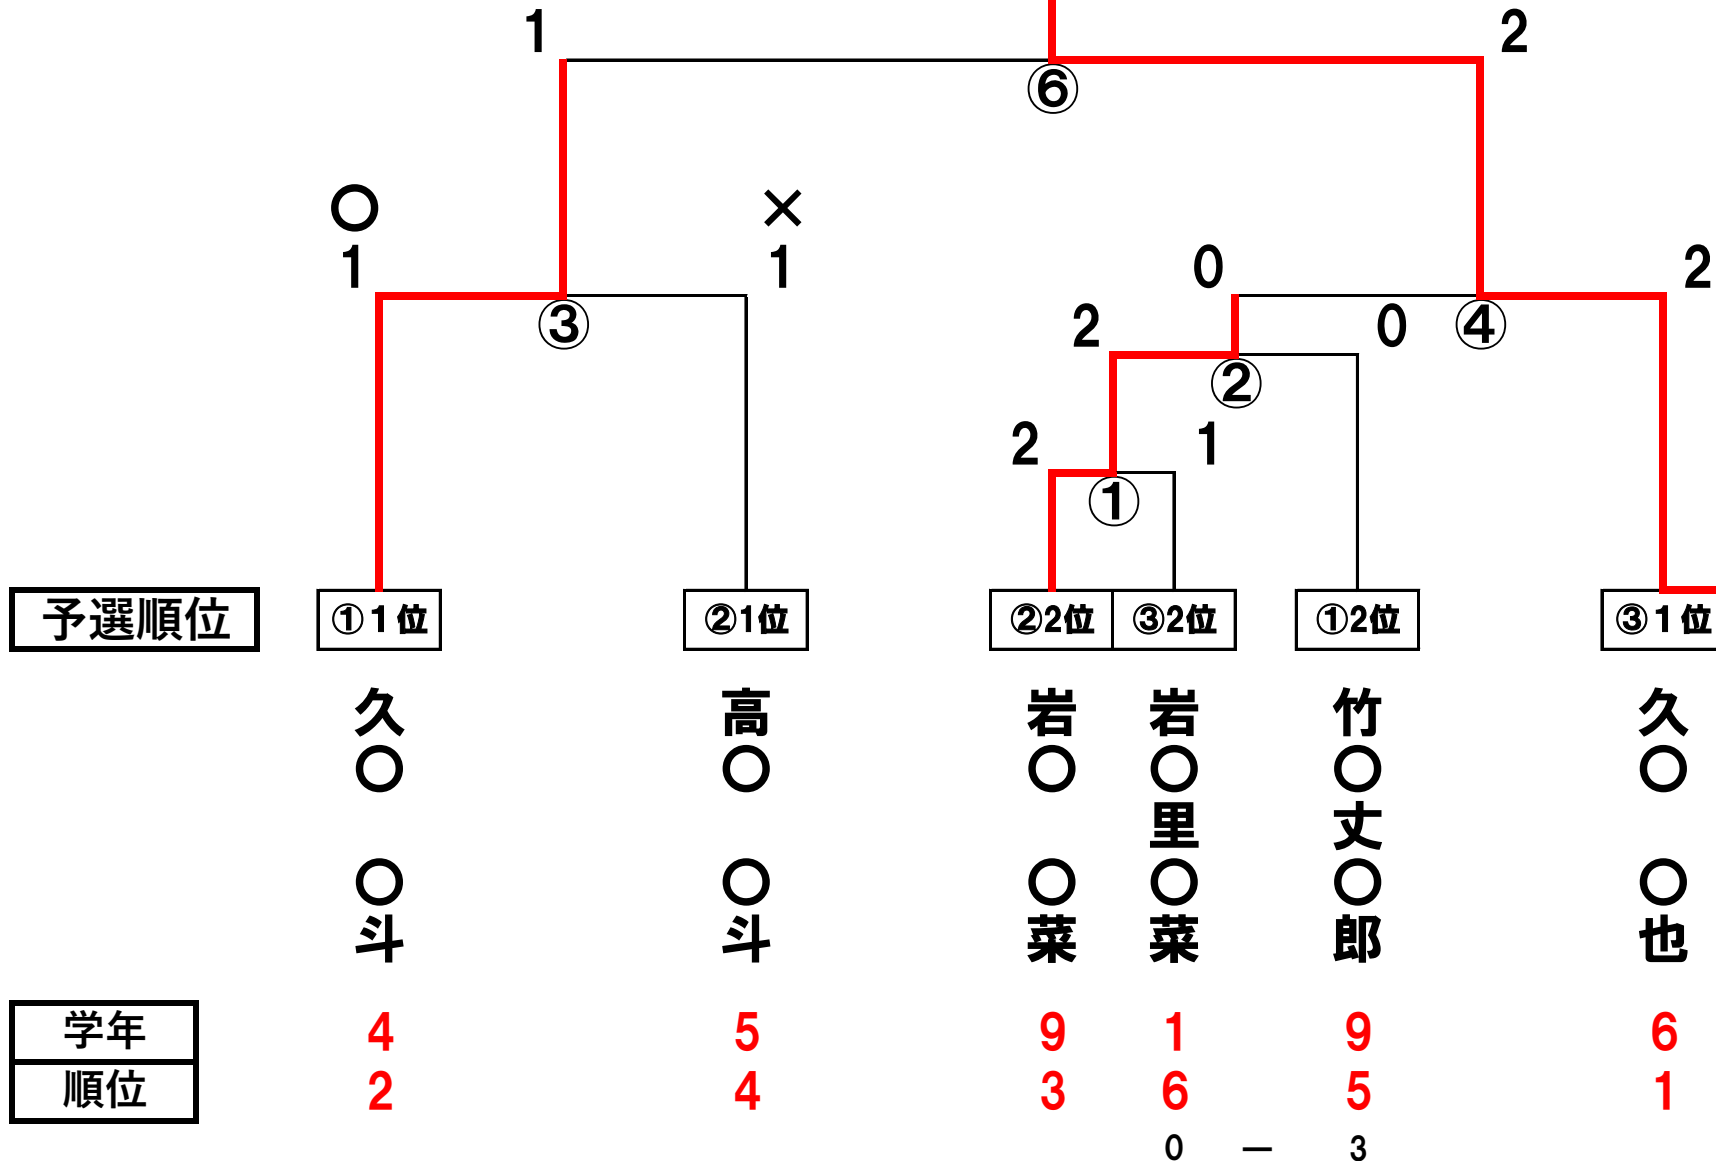 1 2
⑥
○ ×
1 1 0 2
③ 2 0 ④
②
2 1
①
予選順位 ①1位 ②1位 ②2位 ③2位 ①2位 ③1位
久○ ○斗
高○ ○斗
岩○ ○菜
岩○里○菜
竹○丈○郎
久○ ○也
学年 4 5 9 1 9 6
順位 2 4 3 6 5 1
0 ー 3